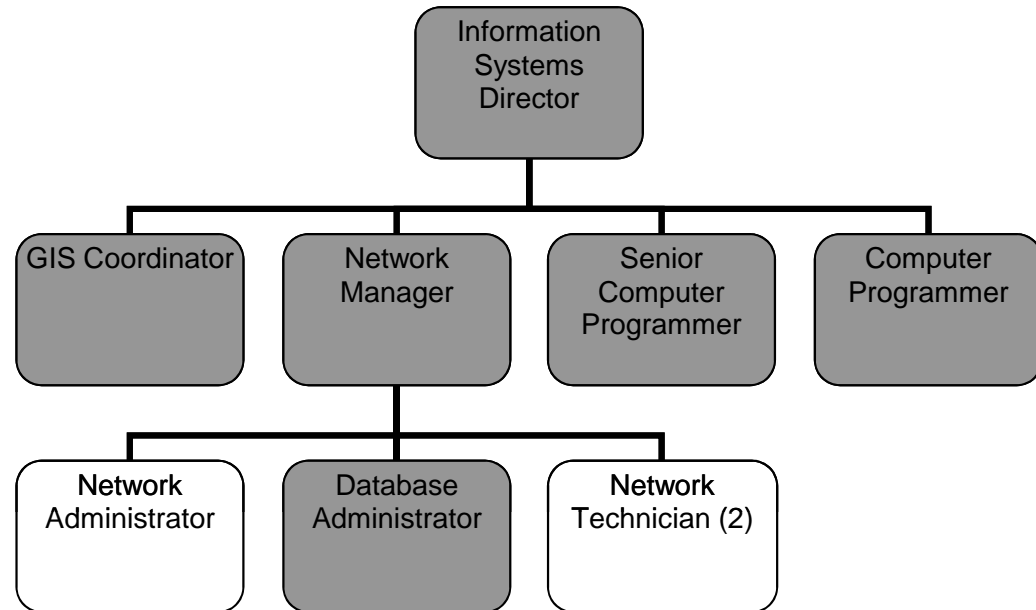 Information
Systems
Director
GIS Coordinator
Network
Manager
Senior
Computer
Programmer
Computer
Programmer
Network
Administrator
Database
Administrator
Network
Technician (2)